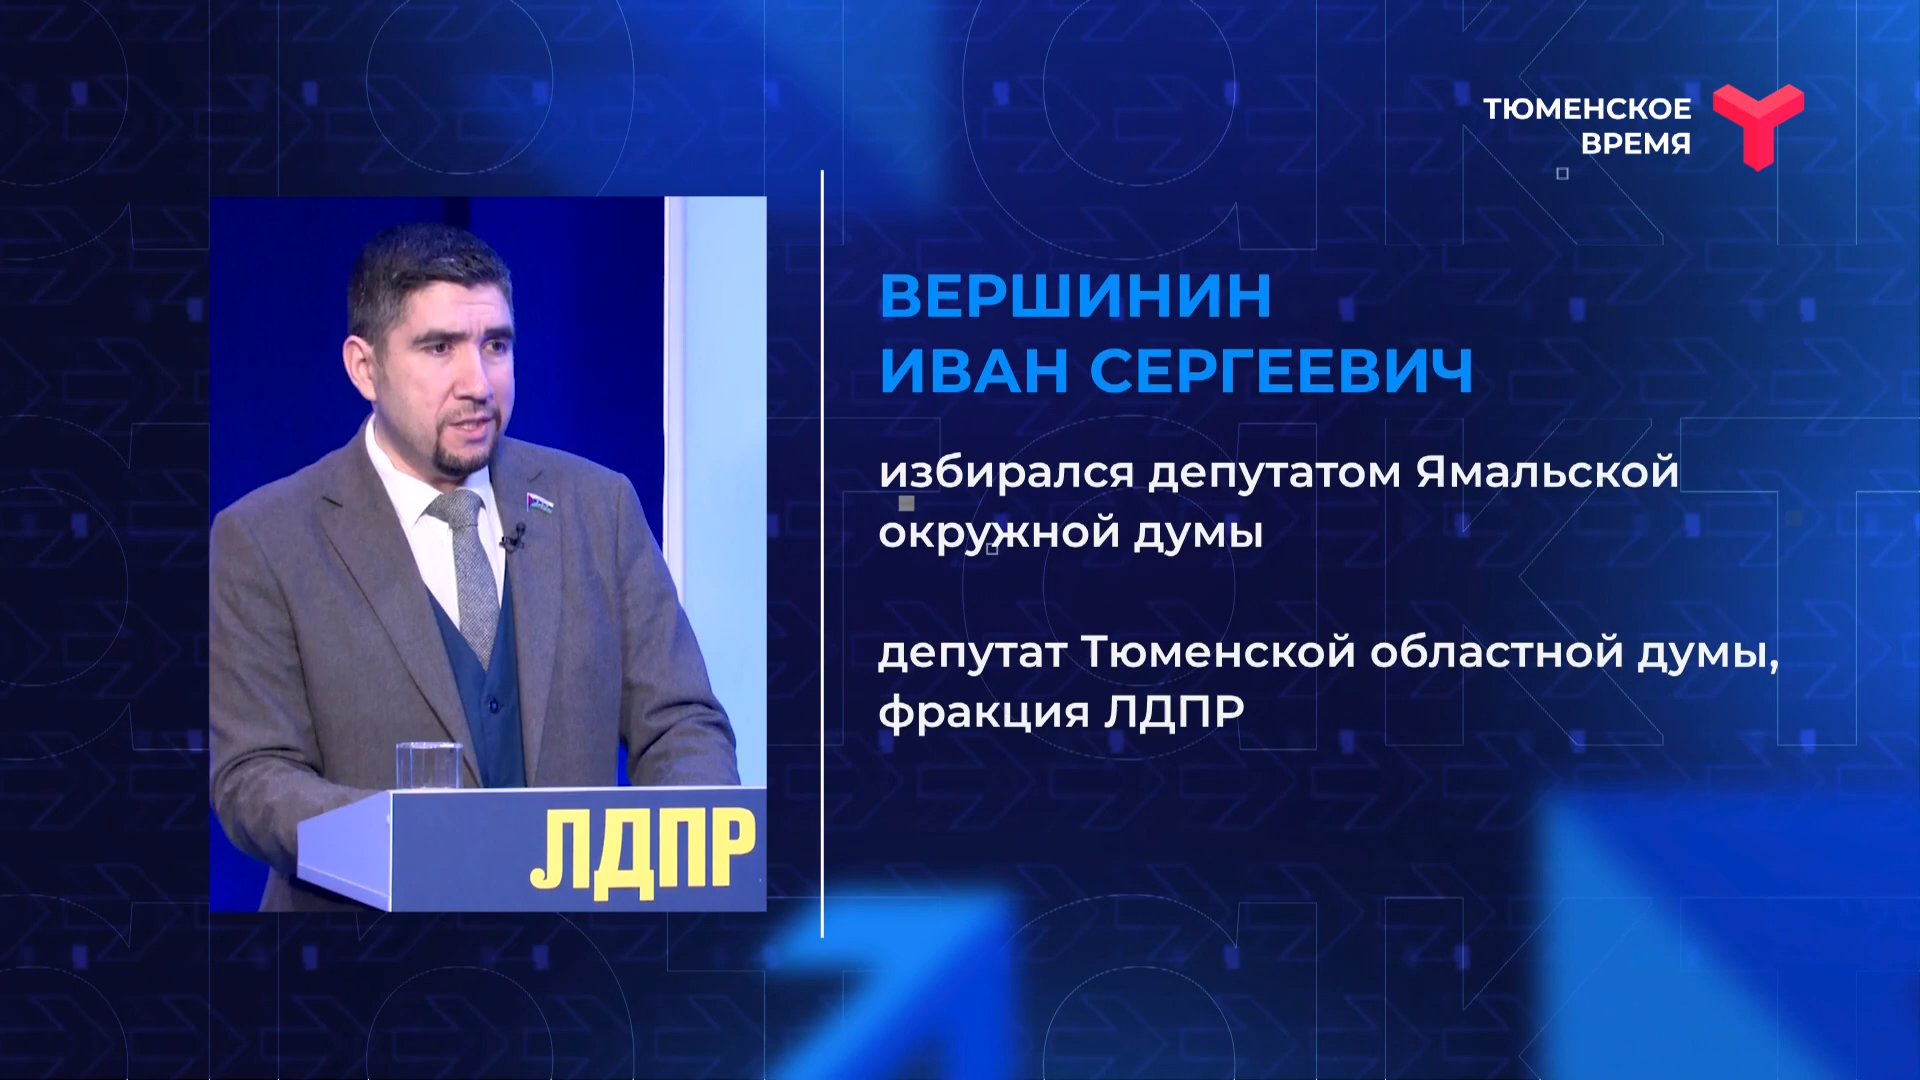 ТЮМЕНСКОЕ
ВРЕМЯ
ВЕРШИНИН
ИВАН СЕРГЕЕВИЧ
избирался депутатом Ямальской
окружной думы
депутат Тюменской областной думы,
фракция ЛДПР
ЛДПР